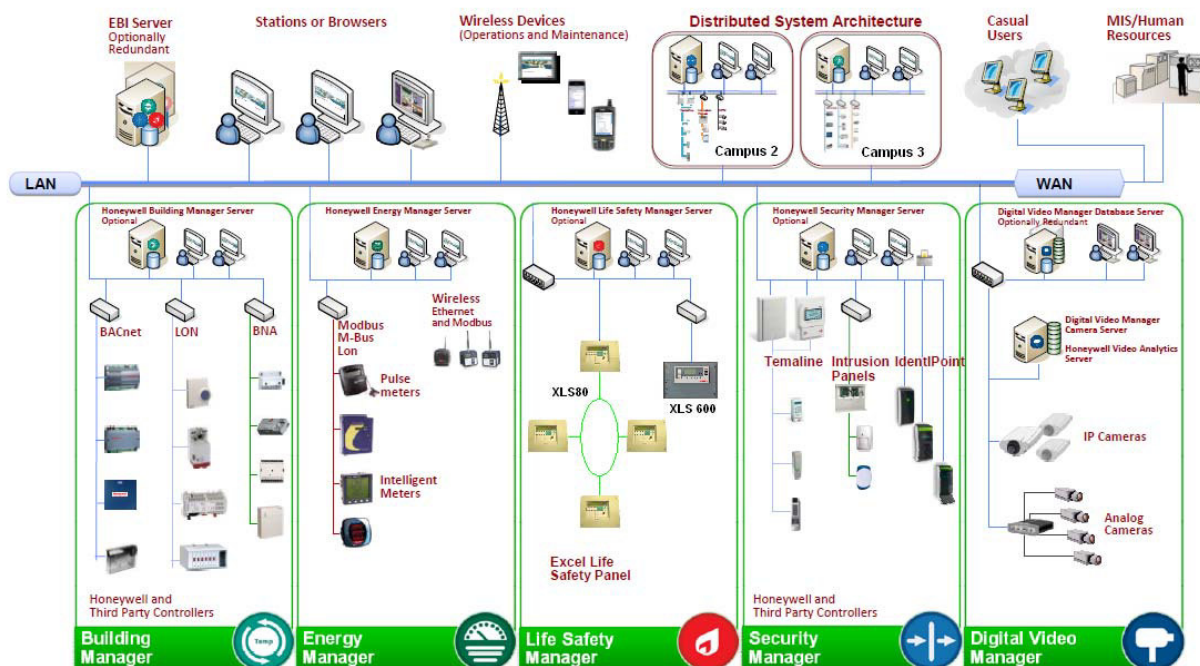 EBI Server
Optionally
Redundant
Stations or Browsers
Wireless Devices
(Operations and Maintenance)
Distributed System Architecture
Campus 2
Campus 3
Casual
Users
MIS/Human
Resources
LAN
WAN
Honeywell Building Manager Server
Optional
BACnet
LON
BNA
Honeywell and
Third Party Controllers
Building
Manager
Temp
Honeywell Energy Manager Server
Modbus
M-Bus
Lon
Wireless
Ethernet
and Modbus
Pulse
meters
Intelligent
Meters
Energy
Manager
Honeywell Life Safety Manager Server
Optional
XLS80
XLS 600
Excel Life
Safety Panel
Life Safety
Manager
Honeywell Security Manager Server
Optional
Temaline
Intrusion
Panels
IdentIPoint
Honeywell and
Third Party Controllers
Security
Manager
Digital Video Manager Database Server
Optionally Redundant
Digital Video Manager
Camera Server
Honeywell Video Analytics
Server
IP Cameras
Analog
Cameras
Digital Video
Manager